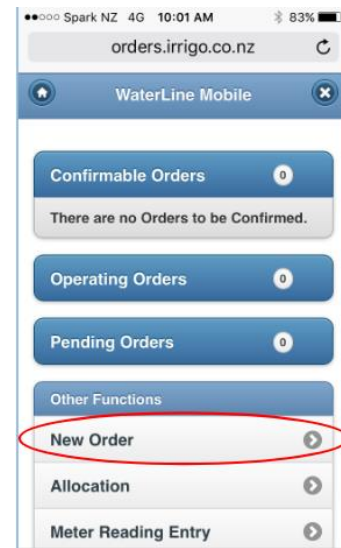 ●●○○○ Spark NZ 4G 10:01 AM 83%
orders.irrigo.co.nz
WaterLine Mobile
Confirmable Orders 0
There are no Orders to be Confirmed.
Operating Orders 0
Pending Orders 0
Other Functions
New Order
Allocation
Meter Reading Entry